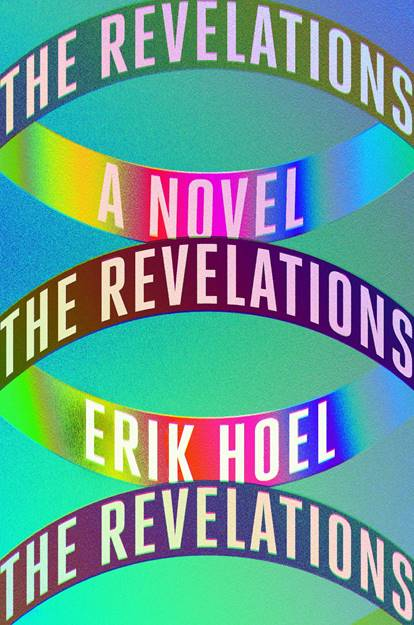 THE REVELATIONS
A NOVEL
THE REVELATIONS
ERIK HOEL
THE REVELATIONS